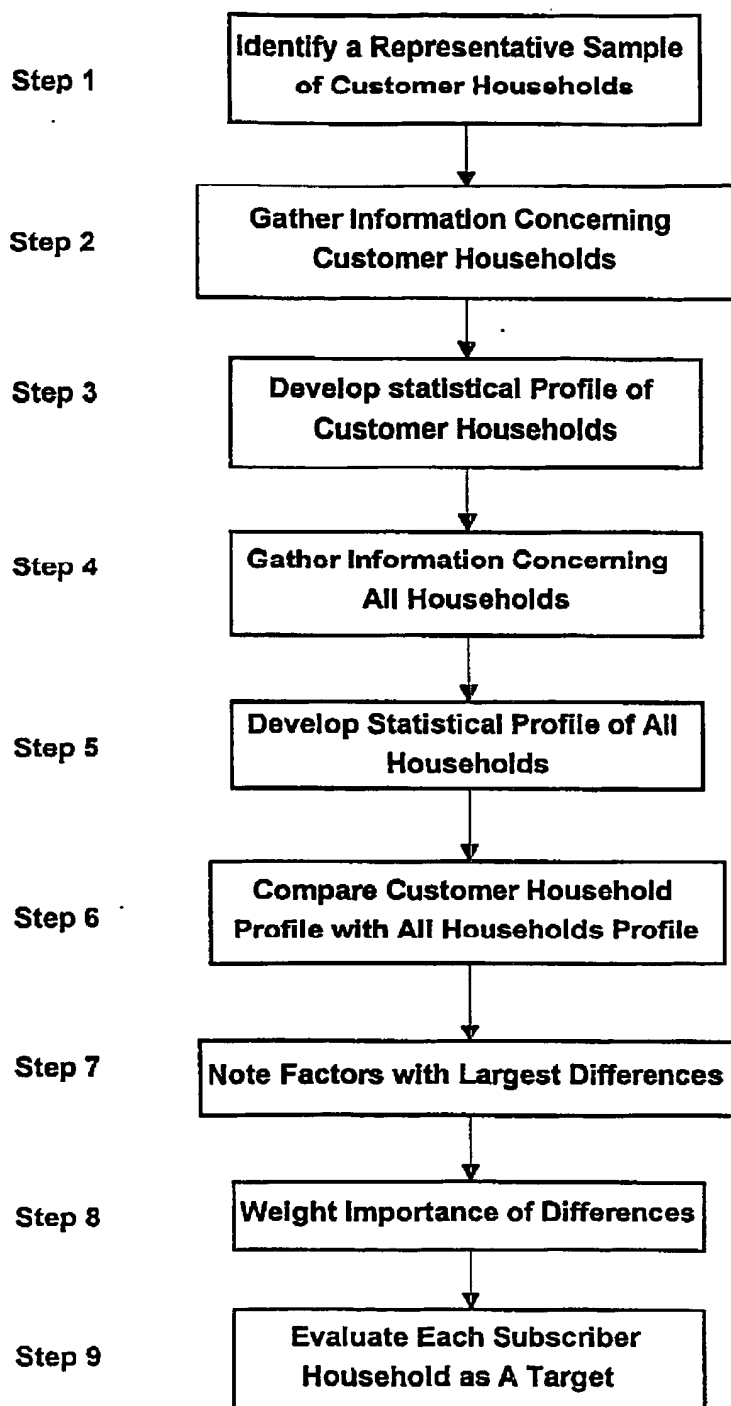 Step 1
Identify a Representative Sample
of Customer Households
Step 2
Gather Information Concerning
Customer Households
Step 3
Develop statistical Profile of
Customer Households
Step 4
Gathor Information Concerning
All Households
Step 5
Develop Statistical Profile of All
Households
Step 6
Compare Customer Household
Profile with All Households Profile
Step 7
Note Factors with Largest Differences
Step 8
Weight Importance of Differences
Step 9
Evaluate Each Subscriber
Household as A Target